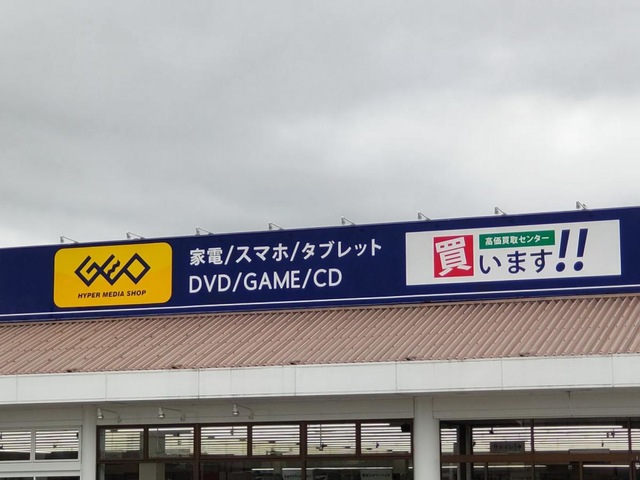 GEO
HYPER MEDIA SHOP
家電/スマホ/タブレット
DVD/GAME/CD
高価買取センター
買います!!